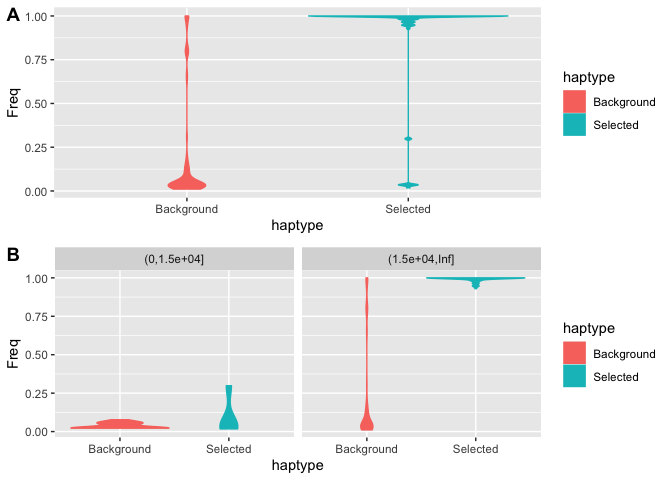 A
1.00
0.75
0.50
0.25
0.00
Freq
Background
Selected
haptype
haptype
Background
Selected
B
(0,1.5e+04]
(1.5e+04,Inf]
1.00
0.75
0.50
0.25
0.00
Freq
Background
Selected
Background
Selected
haptype
haptype
Background
Selected